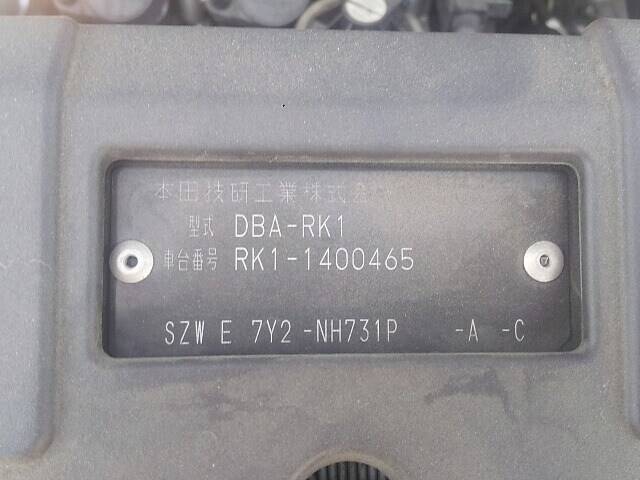 本田技研工業株式会社
型式 DBA-RK1
車台番号 RK1-1400465
SZW E 7Y2 -NH731P -A -C